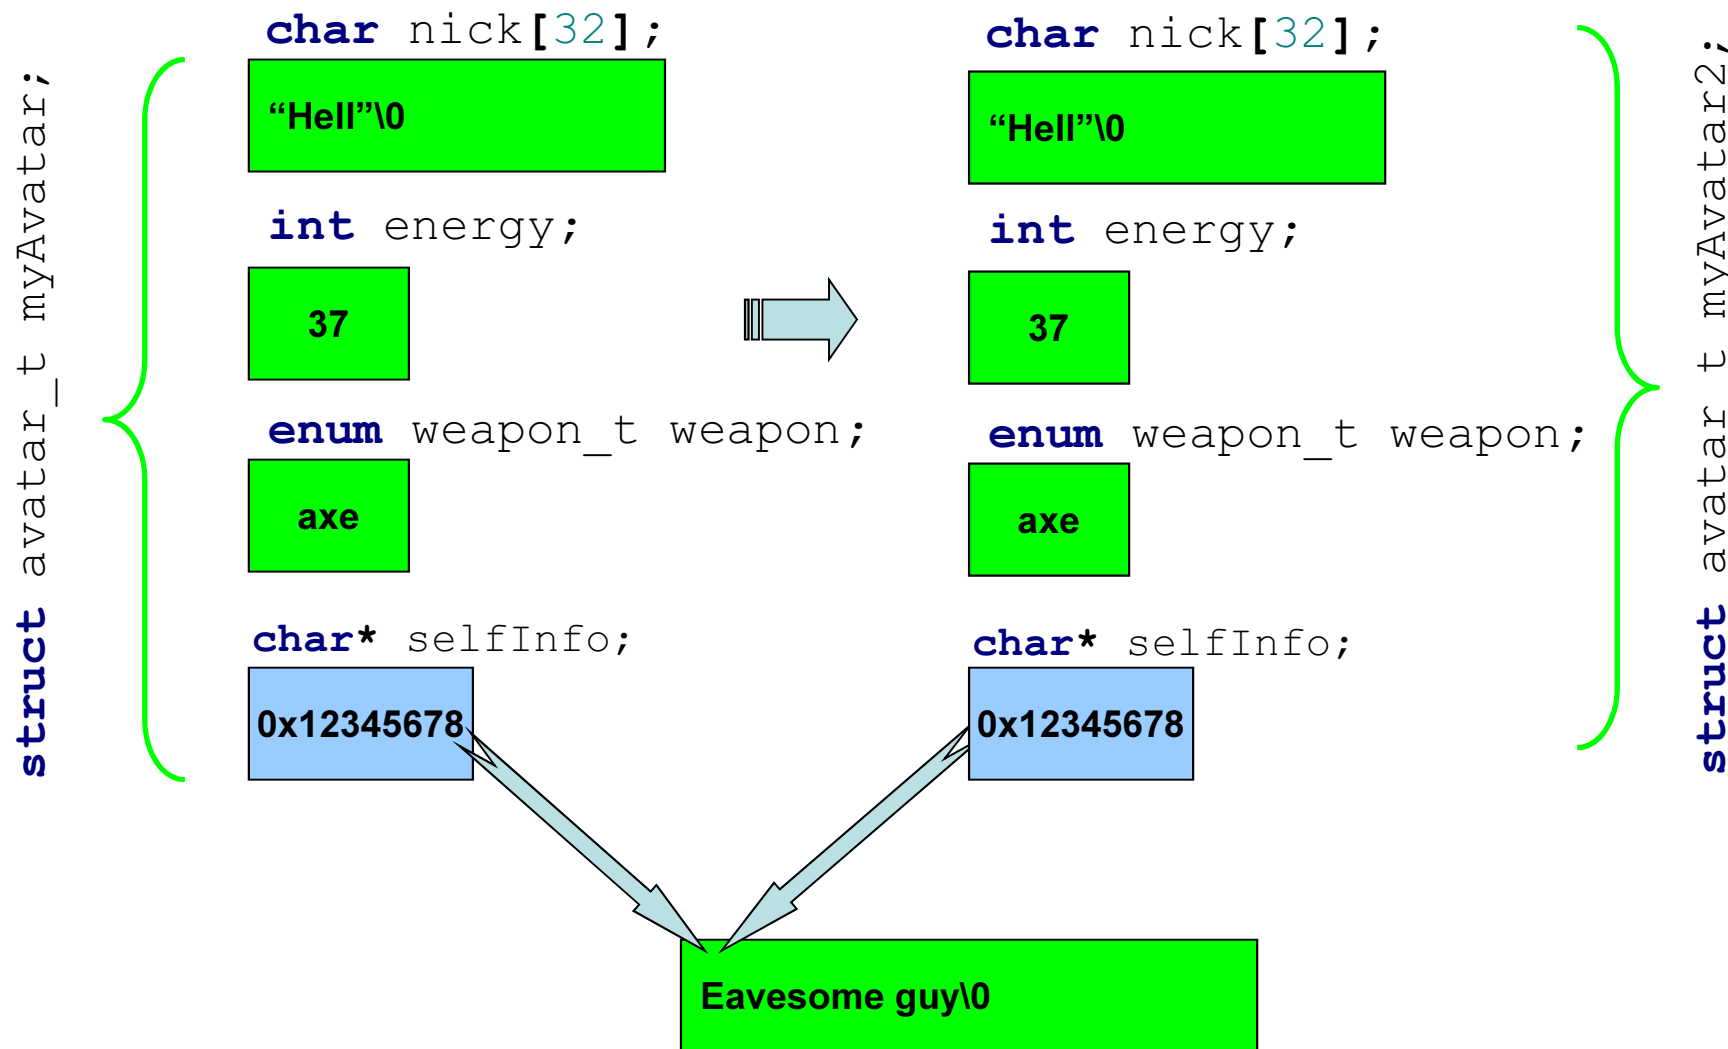 struct avatar_t myAvatar;
char nick[32];
“Hell”\0
int energy;
37
enum weapon_t weapon;
axe
char* selfInfo;
0x12345678
char nick[32];
“Hell”\0
int energy;
37
enum weapon_t weapon;
axe
char* selfInfo;
0x12345678
struct avatar t myAvatar2;
Eavesome guy\0